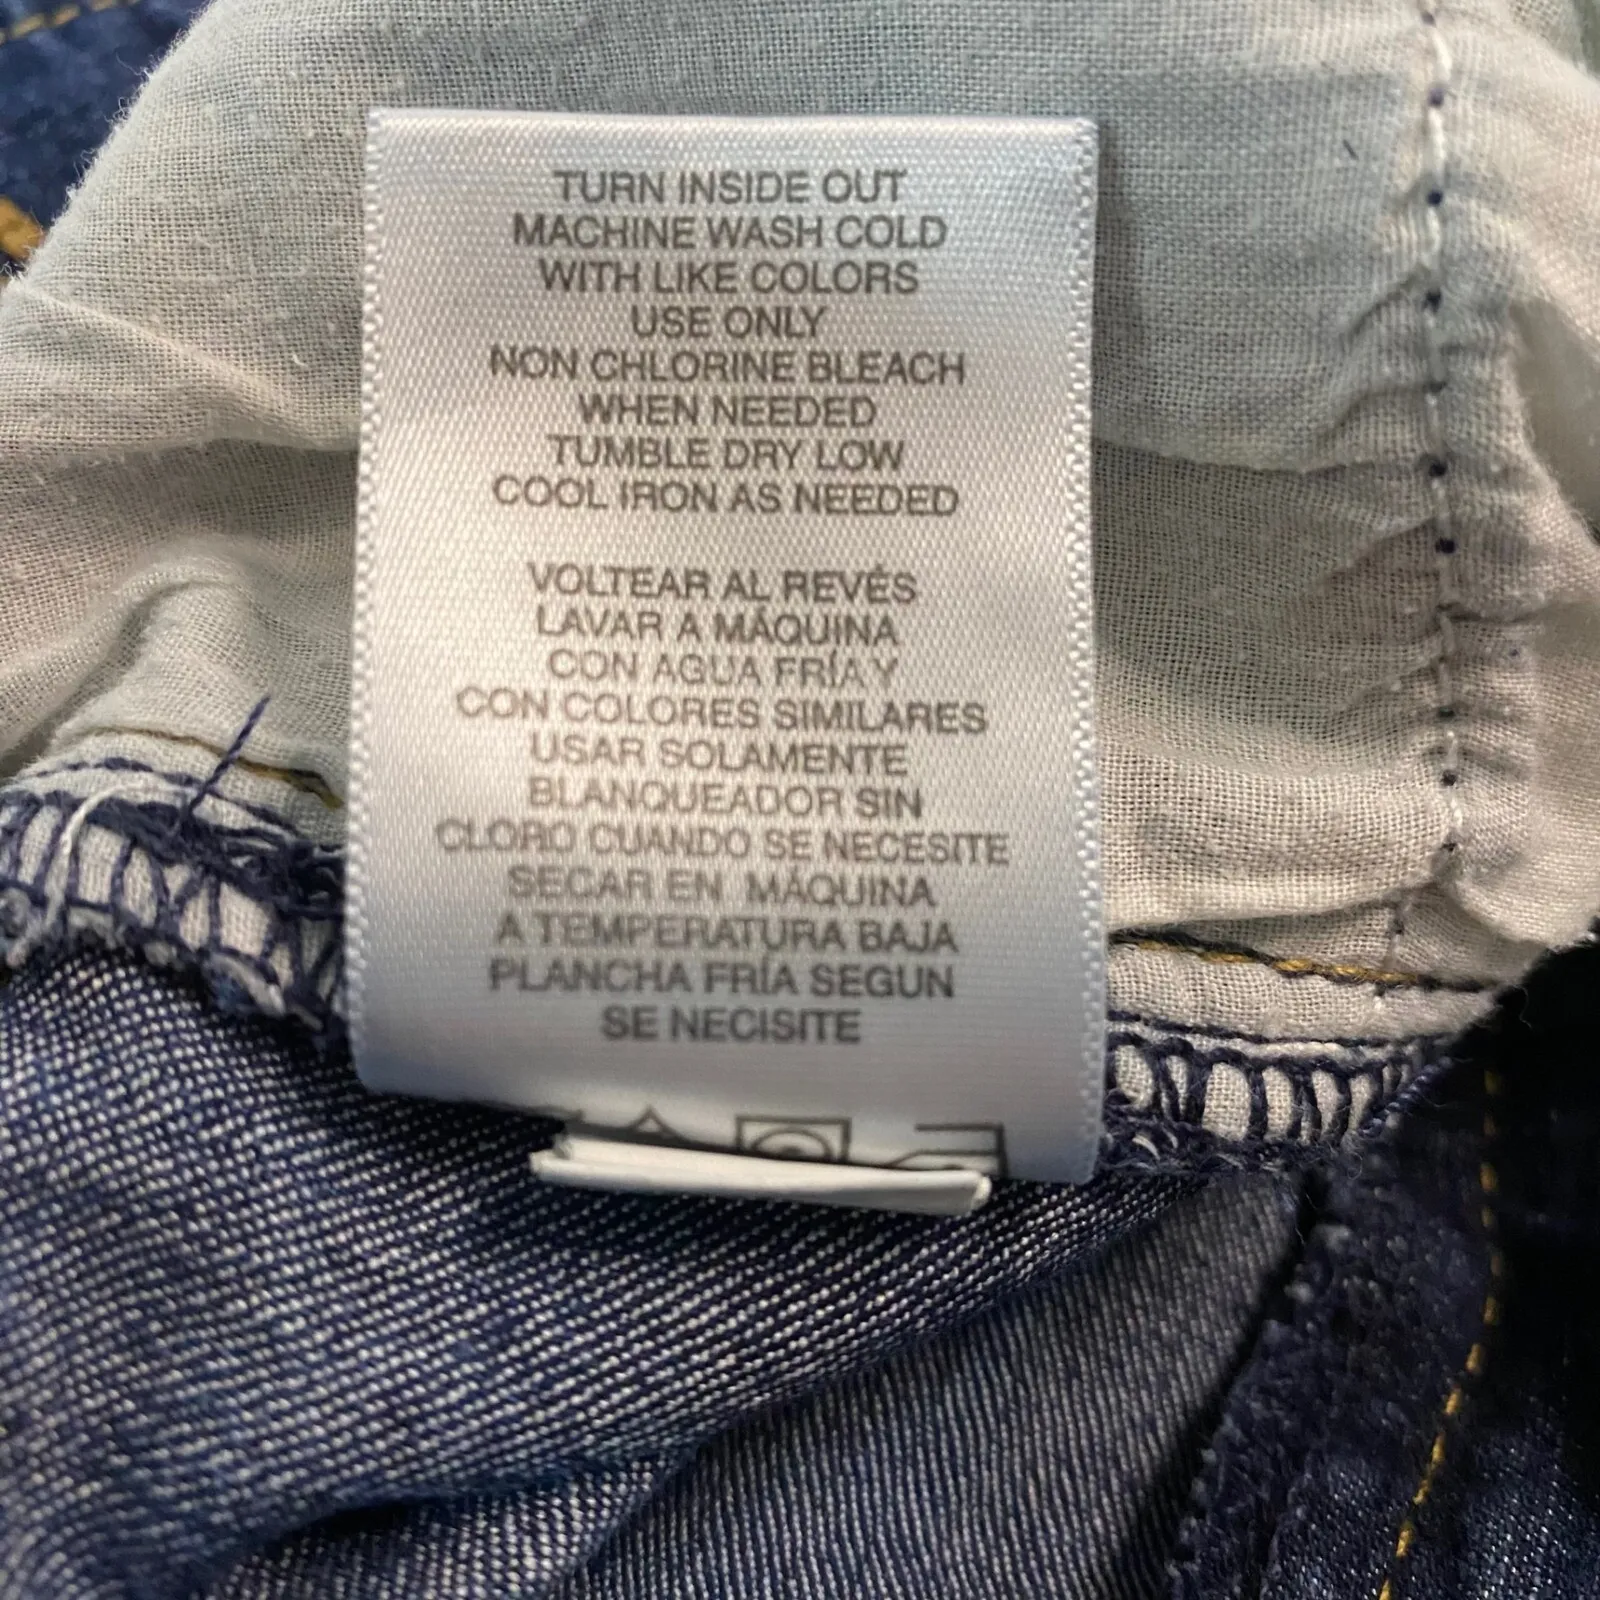 TURN INSIDE OUT
MACHINE WASH COLD
WITH LIKE COLORS
USE ONLY
NON CHLORINE BLEACH
WHEN NEEDED
TUMBLE DRY LOW
COOL IRON AS NEEDED
VOLTEAR AL REVÉS
LAVAR A MÁQUINA
CON AGUA FRÍA Y
CON COLORES SIMILARES
USAR SOLAMENTE
BLANQUEADOR SIN
CLORO CUANDO SE NECESITE
SECAR EN MÁQUINA
A TEMPERATURA BAJA
PLANCHA FRÍA SEGUN
SE NECISITE